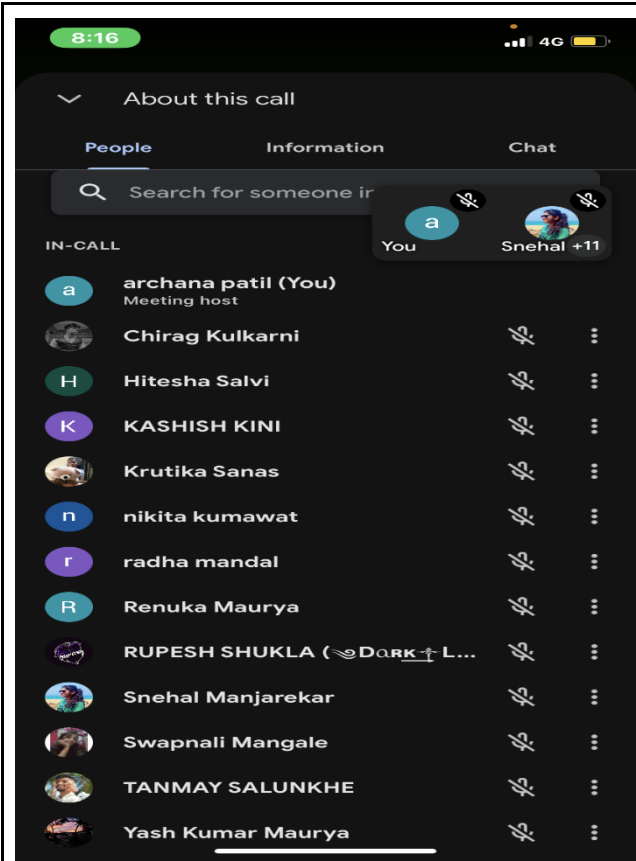 8:16
4G
About this call
People Information Chat
Search for someone in
a
You Snehal +11
IN-CALL
a
archana patil (You)
Meeting host
Chirag Kulkarni
H Hitesha Salvi
K KASHISH KINI
Krutika Sanas
n nikita kumawat
r radha mandal
R Renuka Maurya
RUPESH SHUKLA (
Snehal Manjarekar
Swapnali Mangale
TANMAY SALUNKHE
Yash Kumar Maurya